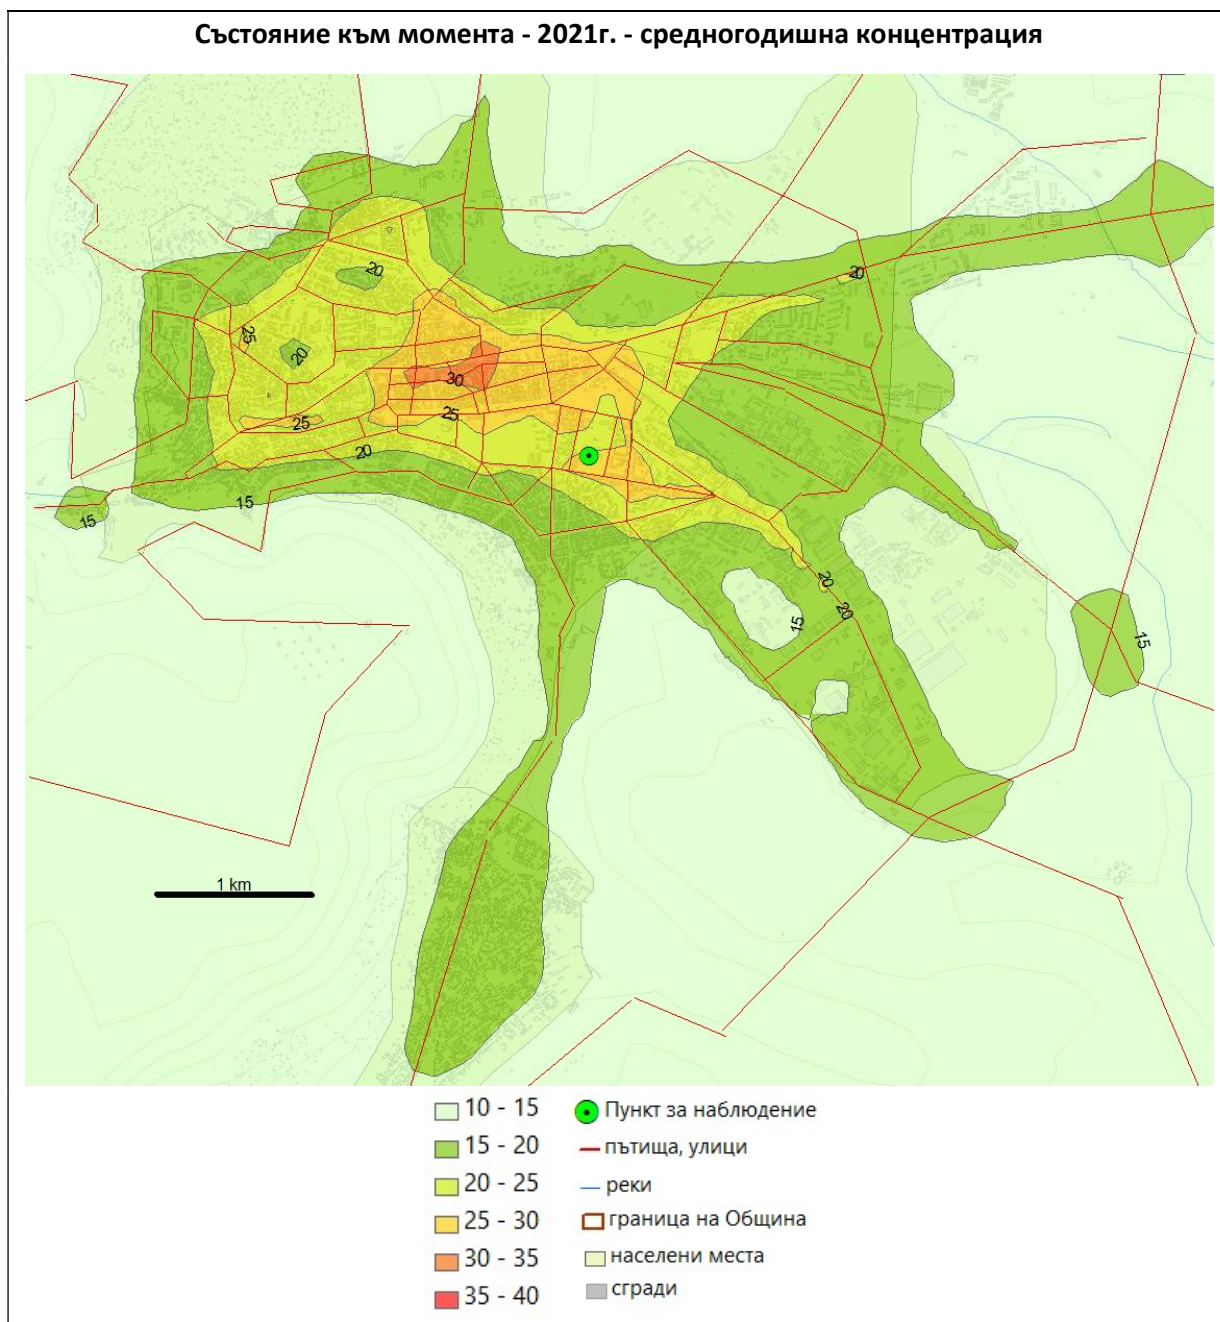 Състояние към момента - 2021г. - средногодишна концентрация
20
20
25
20
30
25
25
20
15
15
20
20
15
15
1 km
10 - 15
15 - 20
20 - 25
25 - 30
30 - 35
35 - 40
Пункт за наблюдение
пътища, улици
реки
граница на Община
населени места
сгради